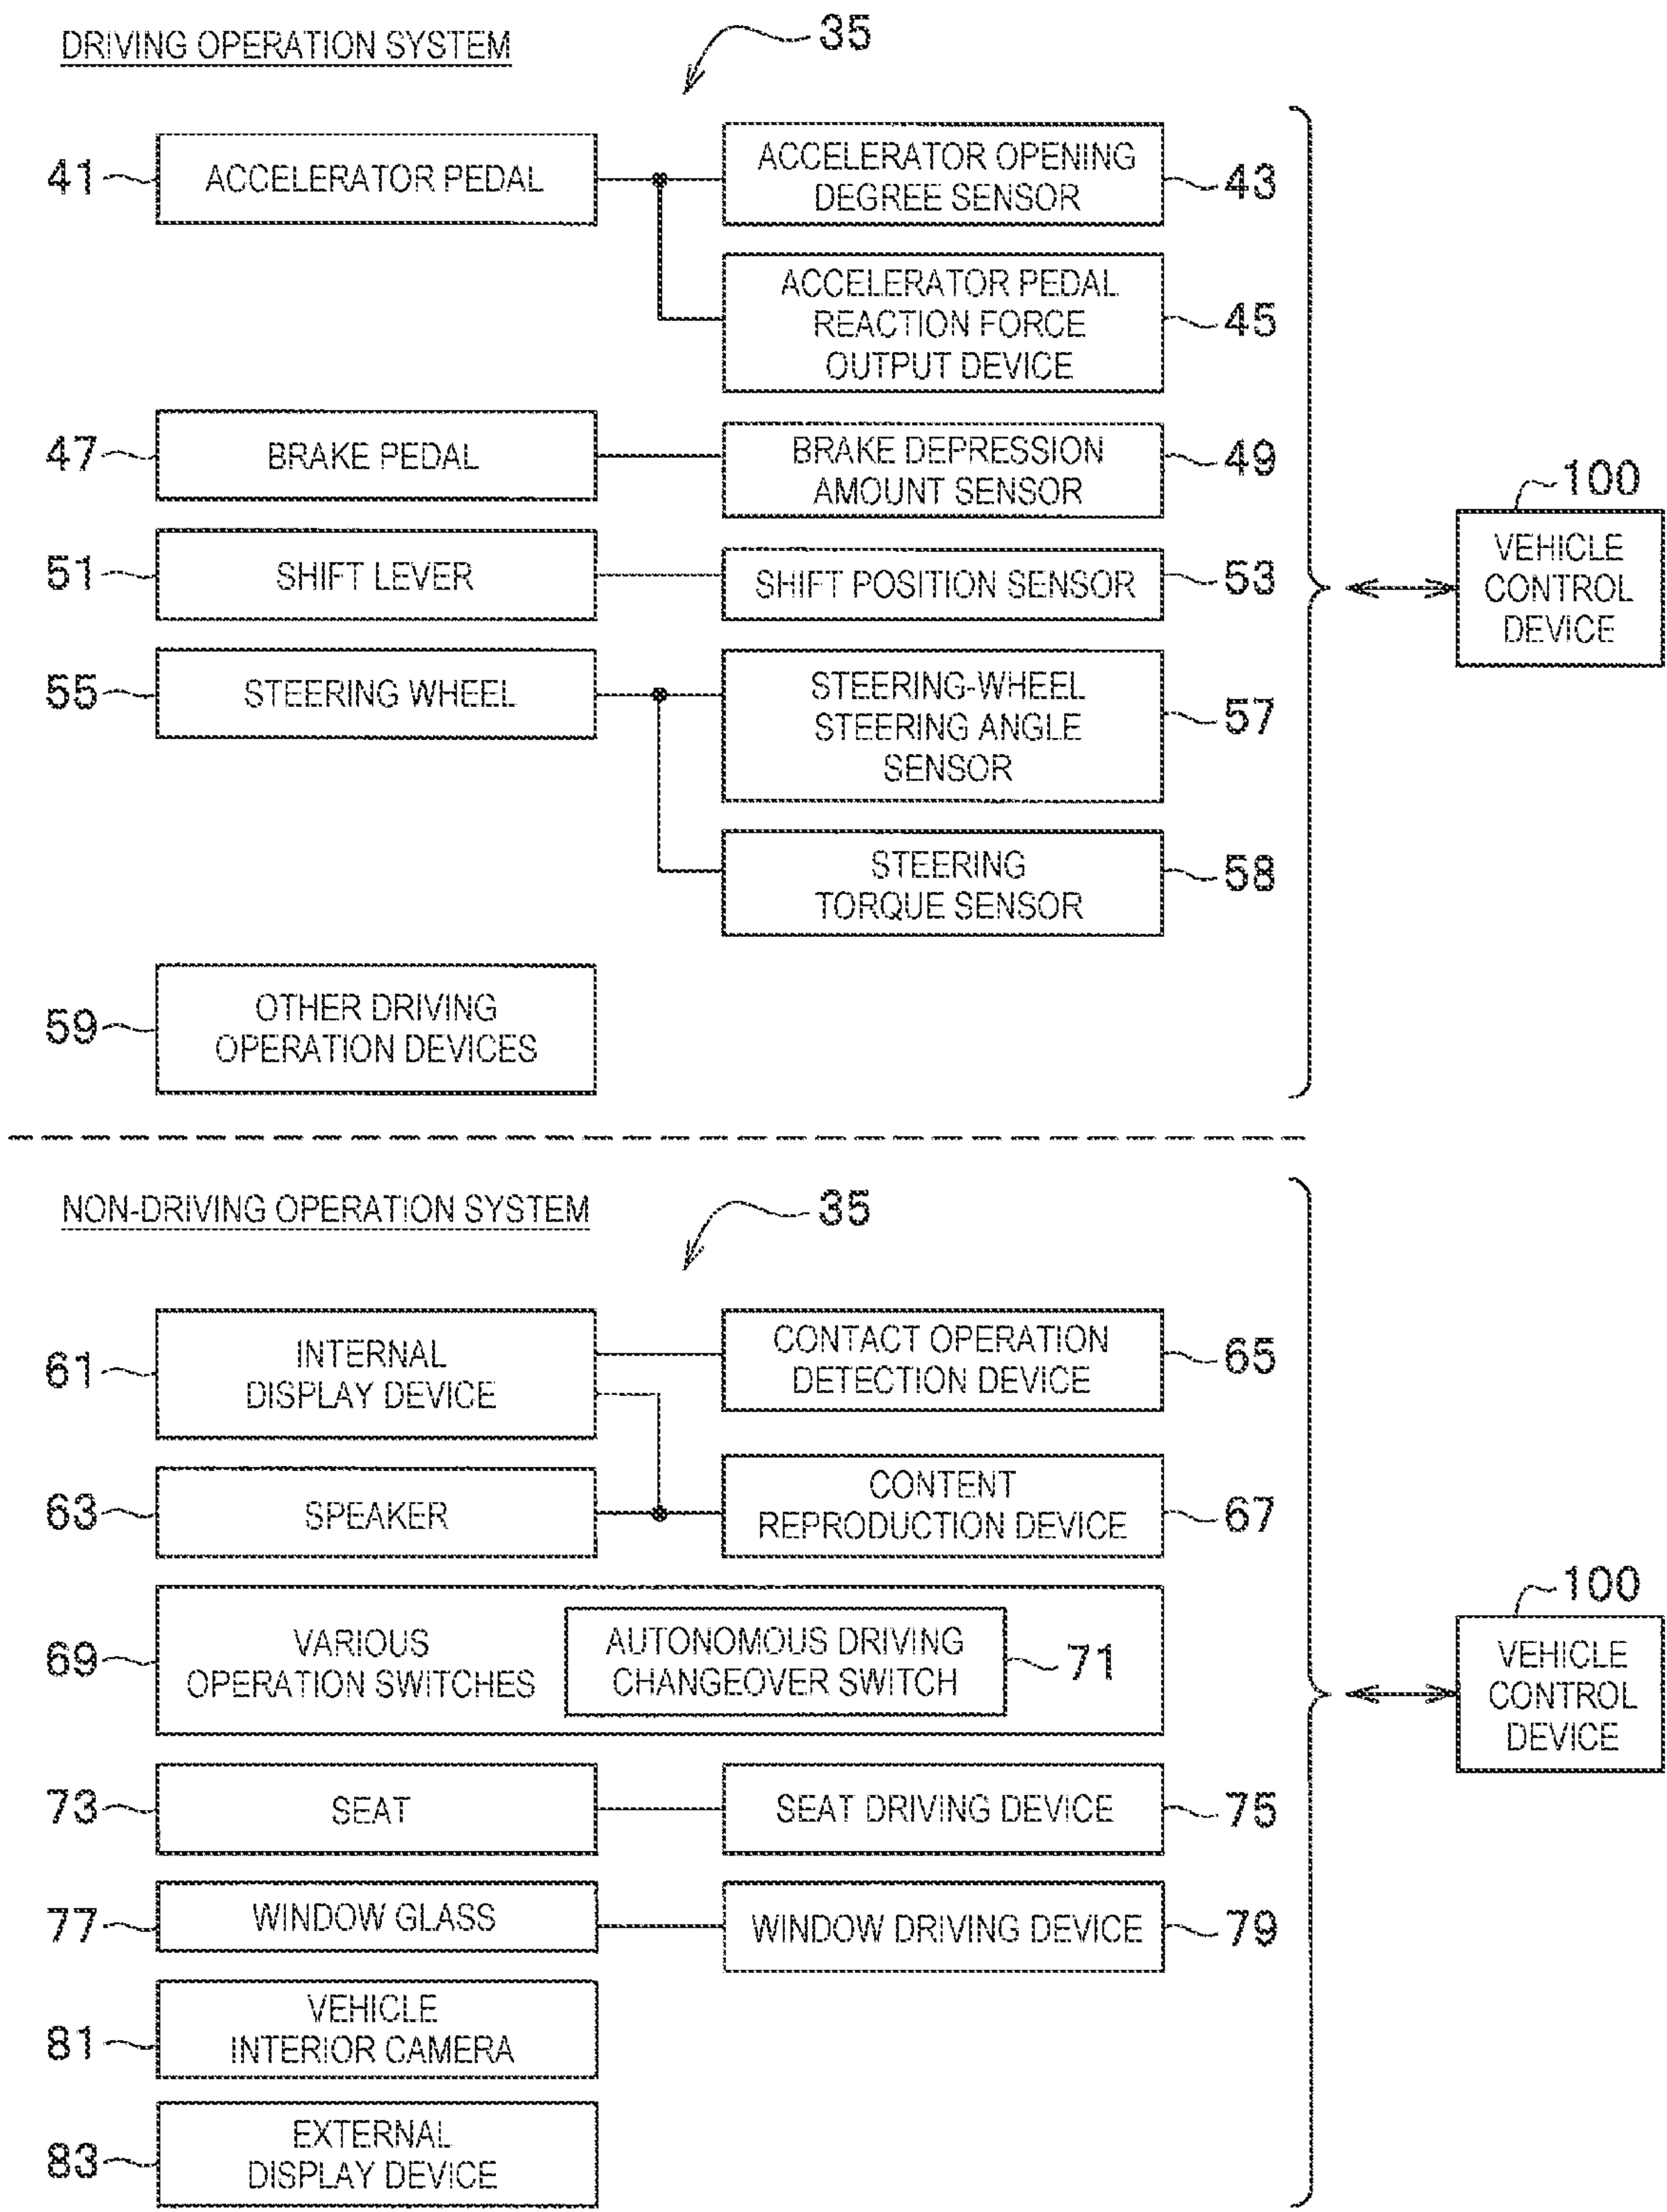 DRIVING OPERATION SYSTEM
35
41
ACCELERATOR PEDAL
ACCELERATOR OPENING
DEGREE SENSOR
43
ACCELERATOR PEDAL
REACTION FORCE
OUTPUT DEVICE
45
47
BRAKE PEDAL
BRAKE DEPRESSION
AMOUNT SENSOR
49
51
SHIFT LEVER
SHIFT POSITION SENSOR
53
100
VEHICLE
CONTROL
DEVICE
55
STEERING WHEEL
STEERING-WHEEL
STEERING ANGLE
SENSOR
57
STEERING
TORQUE SENSOR
58
59
OTHER DRIVING
OPERATION DEVICES
NON-DRIVING OPERATION SYSTEM
35
61
INTERNAL
DISPLAY DEVICE
CONTACT OPERATION
DETECTION DEVICE
65
63
SPEAKER
CONTENT
REPRODUCTION DEVICE
67
69
VARIOUS
OPERATION SWITCHES
AUTONOMOUS DRIVING
CHANGEOVER SWITCH
71
100
VEHICLE
CONTROL
DEVICE
73
SEAT
SEAT DRIVING DEVICE
75
77
WINDOW GLASS
WINDOW DRIVING DEVICE
79
81
VEHICLE
INTERIOR CAMERA
83
EXTERNAL
DISPLAY DEVICE